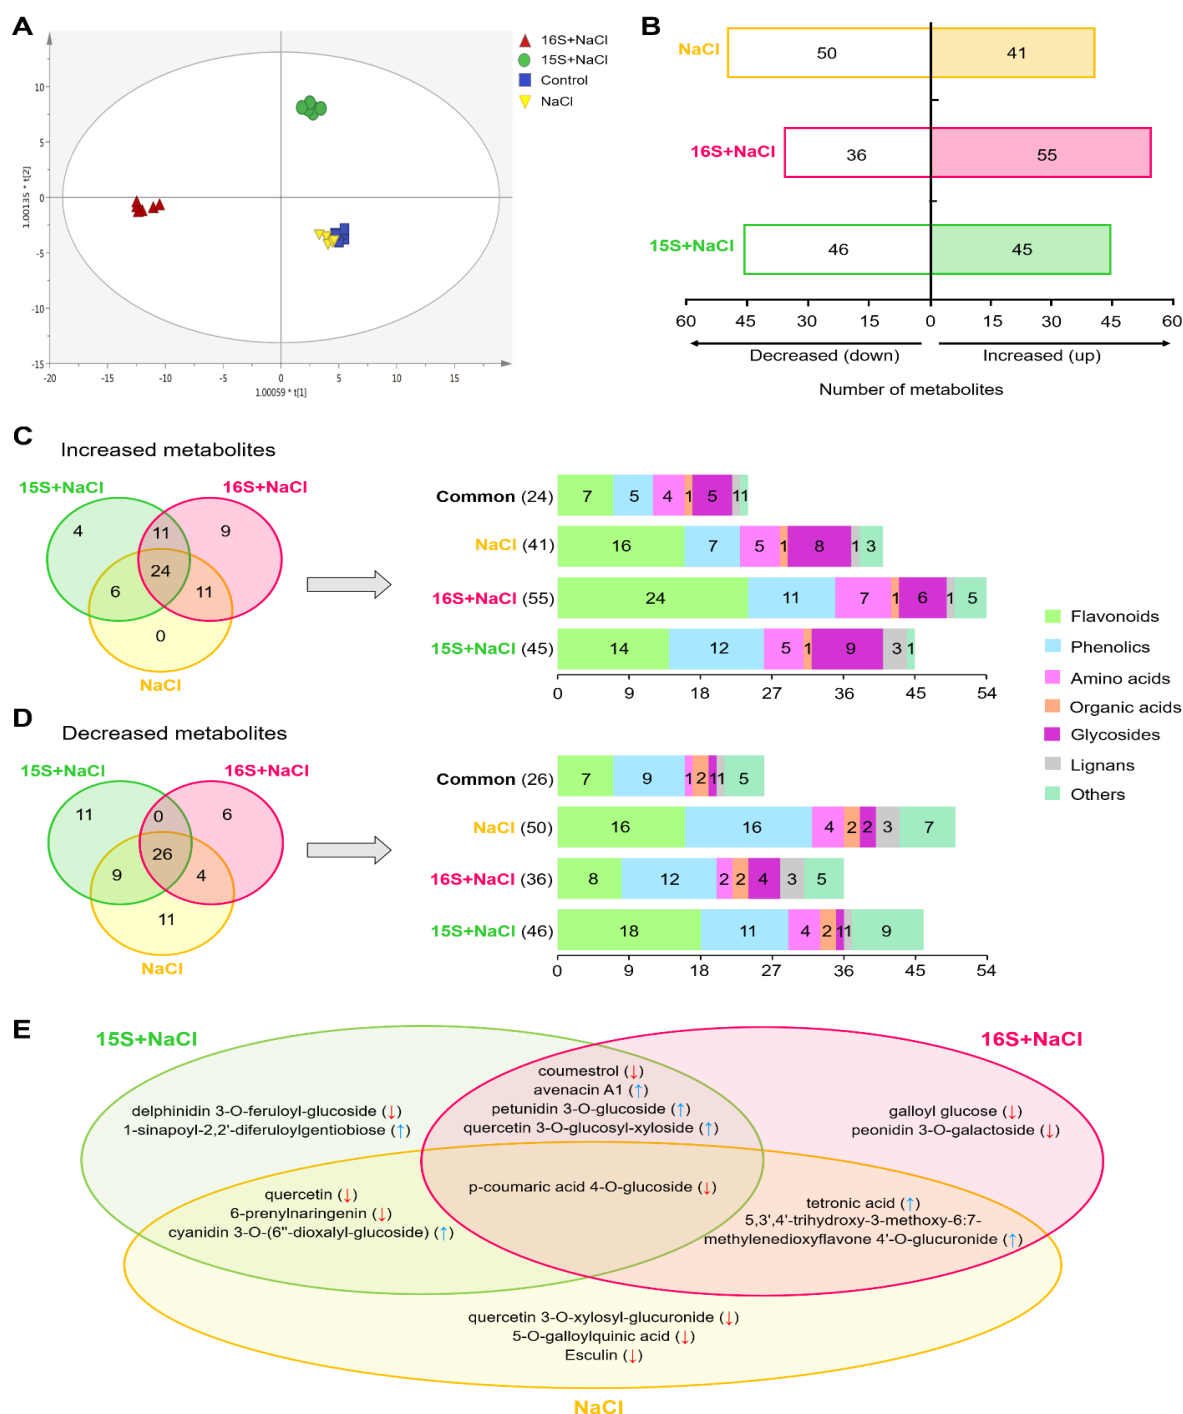 A
16S+NaCl
15S+NaCl
Control
NaCl
10
5
0
-5
-10
-15
-20
-15
-10
-5
0
5
10
15
1.00135 * t[2]
1.00059 * t[1]
B
NaCl
50
41
16S+NaCl
36
55
15S+NaCl
46
45
60
45
30
15
0
15
30
45
60
Decreased (down)
Increased (up)
Number of metabolites
C
Increased metabolites
15S+NaCl
16S+NaCl
4
11
9
24
6
11
0
NaCl
Common (24)
7
5
4
1
5
1
1
NaCl (41)
16
7
5
1
8
1
3
16S+NaCl (55)
24
11
7
1
6
1
5
15S+NaCl (45)
14
12
5
1
9
3
1
0
9
18
27
36
45
54
Flavonoids
Phenolics
Amino acids
Organic acids
Glycosides
Lignans
Others
D
Decreased metabolites
15S+NaCl
16S+NaCl
11
0
6
26
9
4
11
NaCl
Common (26)
7
9
1
2
1
1
5
NaCl (50)
16
16
4
2
2
3
7
16S+NaCl (36)
8
12
2
2
4
3
5
15S+NaCl (46)
18
11
4
2
1
1
9
0
9
18
27
36
45
54
E
15S+NaCl
16S+NaCl
coumestrol (↓)
avenacin A1 (↑)
petunidin 3-O-glucoside (↑)
quercetin 3-O-glucosyl-xyloside (↑)
delphinidin 3-O-feruloyl-glucoside (↓)
1-sinapoyl-2,2'-diferuloylgentiobiose (↑)
galloyl glucose (↓)
peonidin 3-O-galactoside (↓)
quercetin (↓)
6-prenylnaringenin (↓)
cyanidin 3-O-(6''-dioxalyl-glucoside) (↑)
p-coumaric acid 4-O-glucoside (↓)
tetronic acid (↑)
5,3',4'-trihydroxy-3-methoxy-6:7-
methylenedioxyflavone 4'-O-glucuronide (↑)
quercetin 3-O-xylosyl-glucuronide (↓)
5-O-galloylquinic acid (↓)
Esculin (↓)
NaCl